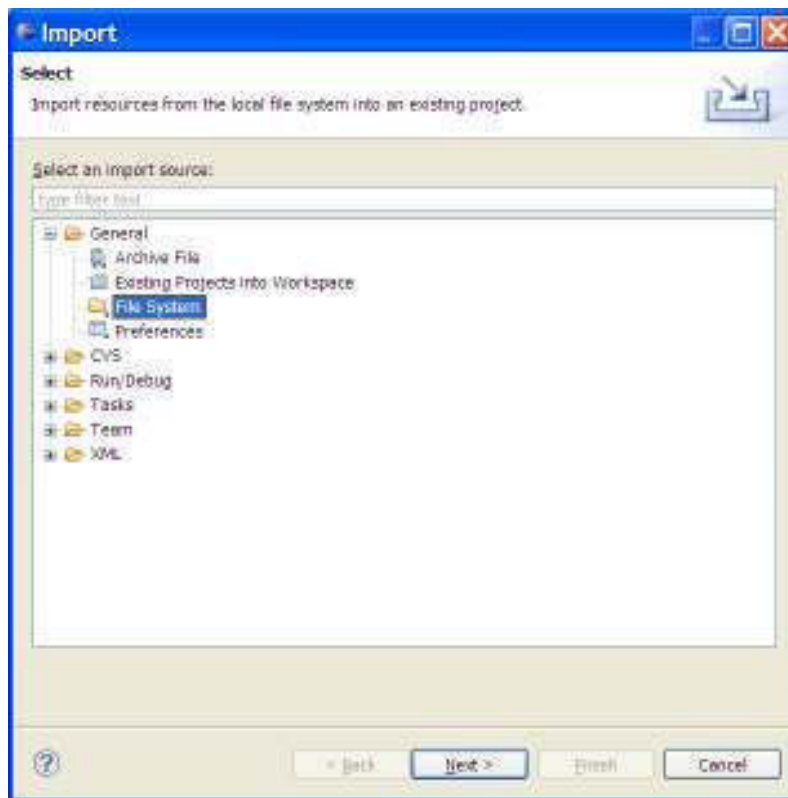 Import
Select
Import resources from the local file system into an existing project.
Select an import source:
type filter text
General
Archive File
Existing Projects into Workspace
File System
Preferences
CVS
Run/Debug
Tasks
Team
XML
?
< Back
Next >
Finish
Cancel